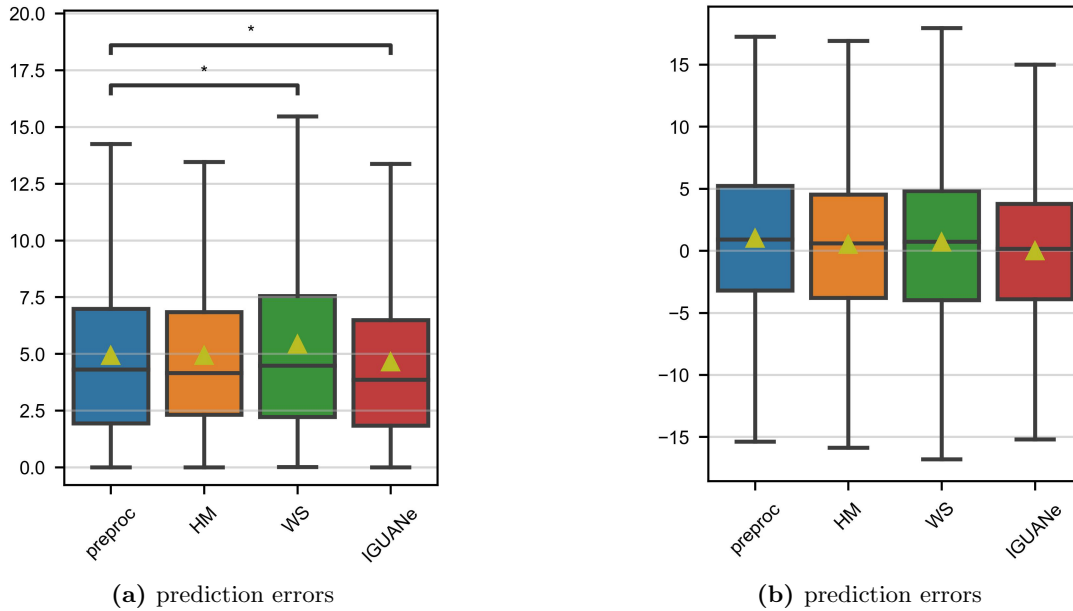 20.0
17.5
15.0
12.5
10.0
7.5
5.0
2.5
0.0
*
*
preproc
HM
WS
IGUANe
(a) prediction errors
15
10
5
0
−5
−10
−15
preproc
HM
WS
IGUANe
(b) prediction errors